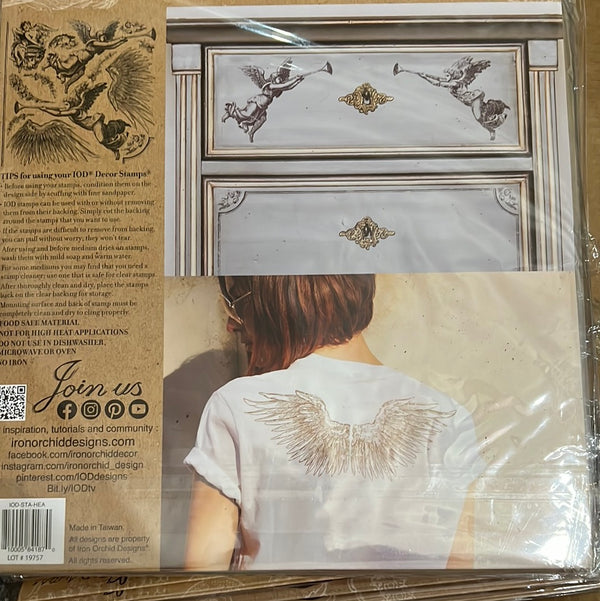 TIPS for using your IOD® Decor Stamps®
• Before using your stamps, condition them on the
design side by scuffing with fine sandpaper.
• IOD stamps can be used with or without removing
them from their backing. Simply cut the backing
around the stamps that you want to use.
If the stamps are difficult to remove from backing,
you can pull without worry; they won't tear.
After using and before medium dries on stamps,
wash them with mild soap and warm water.
For some mediums you may find that you need a
stamp cleaner; use one that is safe for clear stamps.
After thoroughly clean and dry, place the stamps
back on the clear backing for storage.
Mounting surface and back of stamp must be
completely clean and dry to cling properly.
FOOD SAFE MATERIAL
NOT FOR HIGH HEAT APPLICATIONS
DO NOT USE IN DISHWASHER,
MICROWAVE OR OVEN
NO IRON
Join us
inspiration, tutorials and community :
ironorchiddesigns.com
facebook.com/ironorchiddecor
instagram.com/ironorchid_design
pinterest.com/IODdesigns
Bit.ly/IODtv
IOD-STA-HEA
10005 84187
LOT # 19757
Made in Taiwan.
All designs are property
of Iron Orchid Designs®.
All rights reserved.